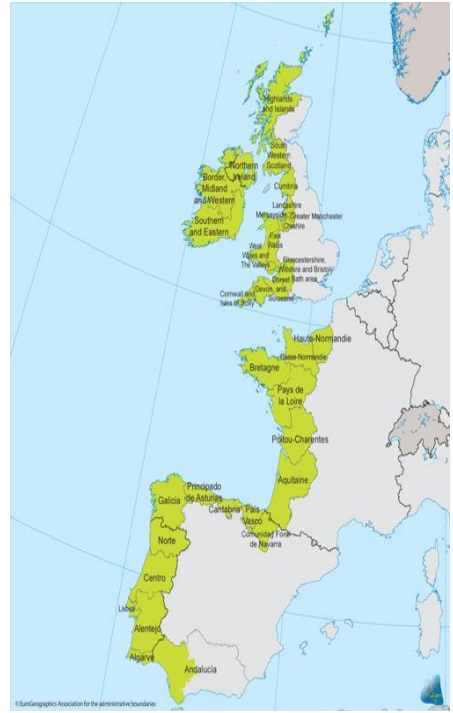 Highlands
and Islands
South
Western
Scotland
Northern
Ireland
Border,
Midland
and Western
Southern
and Eastern
Cumbria
Lancashire
Merseyside
Greater Manchester
Cheshire
East
Wales
West
Wales and
The Valleys
Gloucestershire,
Wiltshire and Bristol/
Bath area
Dorset
Devon, and
Somerset
Cornwall and
Isles of Scilly
Haute-Normandie
Basse-Normandie
Bretagne
Pays de
la Loire
Poitou-Charentes
Aquitaine
Principado
de Asturias
Cantabria
País
Vasco
Comunidad Foral
de Navarra
Galicia
Norte
Centro
Lisboa
Alentejo
Algarve
Andalucia
© EuroGeographics Association for the administrative boundaries